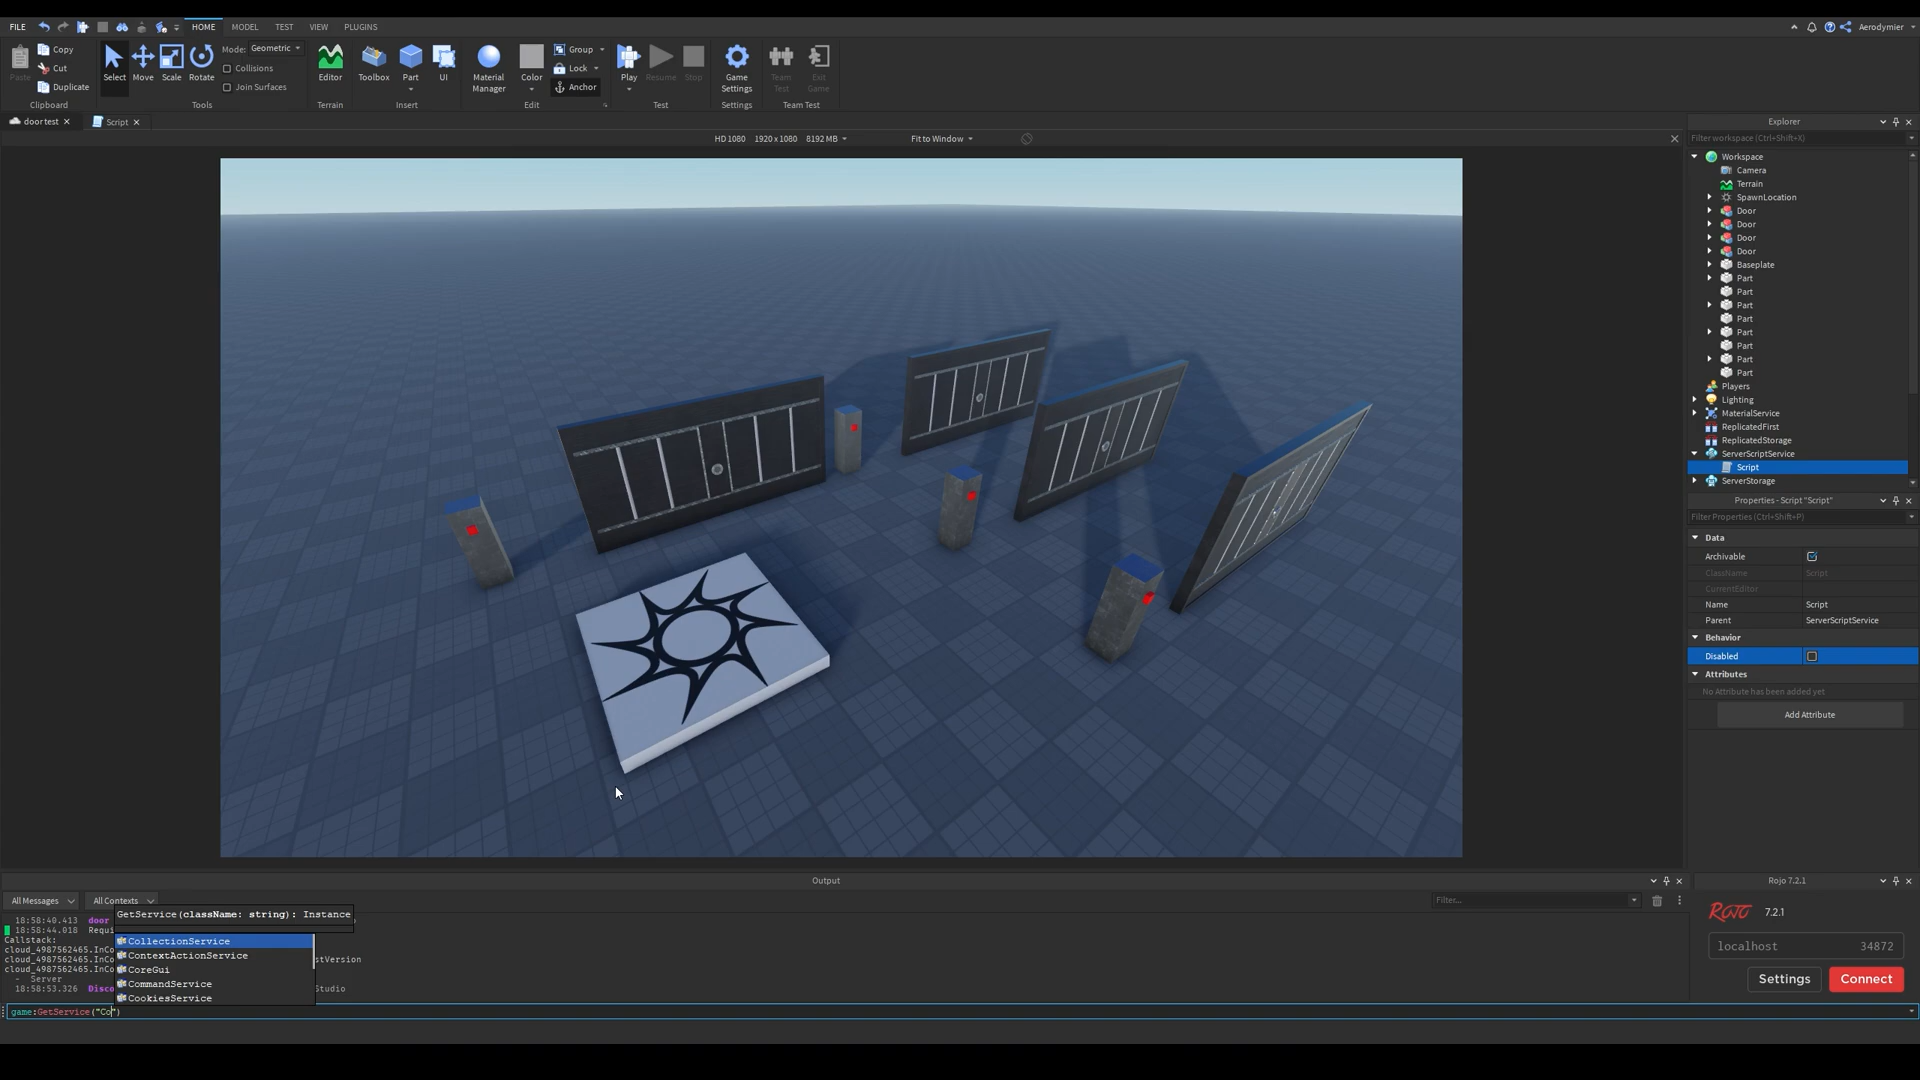 FILE HOME MODEL TEST VIEW PLUGINS Aerodymier
Paste Copy Cut Duplicate Clipboard
Select Move Scale Rotate Mode: Geometric Collisions Join Surfaces Tools
Editor Terrain
Toolbox Part UI Insert
Material Manager Color Group Lock Anchor Edit
Play Resume Stop Test
Game Settings Settings
Team Test Exit Game Team Test
door test Script
HD 1080 1920 x 1080 8192 MB Fit to Window
Explorer
Filter workspace (Ctrl+Shift+X)
Workspace
Camera
Terrain
SpawnLocation
Door
Door
Door
Door
Baseplate
Part
Part
Part
Part
Part
Part
Part
Part
Players
Lighting
MaterialService
ReplicatedFirst
ReplicatedStorage
ServerScriptService
Script
ServerStorage
Properties - Script "Script"
Filter Properties (Ctrl+Shift+P)
Data
Archivable
ClassName Script
CurrentEditor
Name Script
Parent ServerScriptService
Behavior
Disabled
Attributes
No Attribute has been added yet
Add Attribute
Output
All Messages All Contexts Filter...
18:58:40.413 door
18:58:44.018 Requi
Callstack:
cloud_4987562465.InCo
cloud_4987562465.InCo stVersion
cloud_4987562465.InCo
- Server
18:58:53.326 Disco Studio
GetService(className: string): Instance
CollectionService
ContextActionService
CoreGui
CommandService
CookiesService
game:GetService("Co")
Rojo 7.2.1
ROJO 7.2.1
localhost 34872
Settings Connect